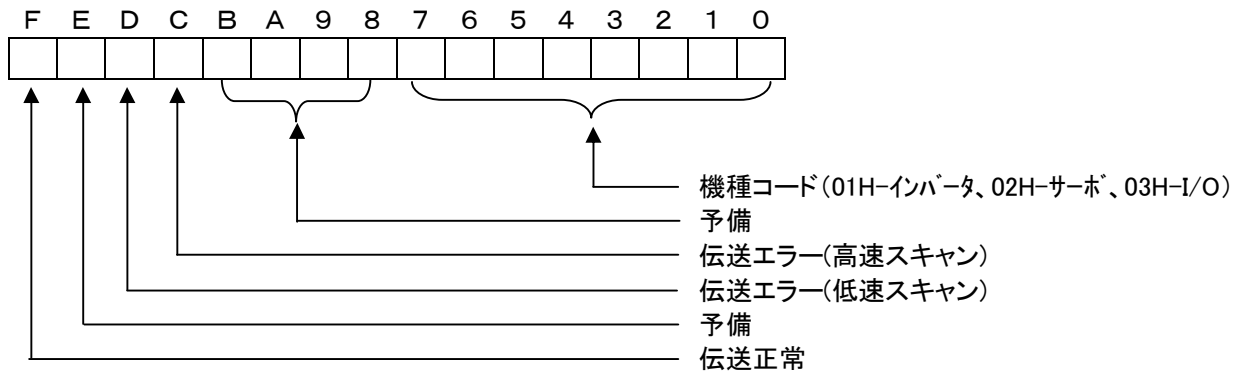 F E D C B A 9 8 7 6 5 4 3 2 1 0
機種コード(01H-ｲﾝﾊﾞｰﾀ、02H-ｻｰﾎﾞ、03H-I/O)
予備
伝送エラー(高速スキャン)
伝送エラー(低速スキャン)
予備
伝送正常